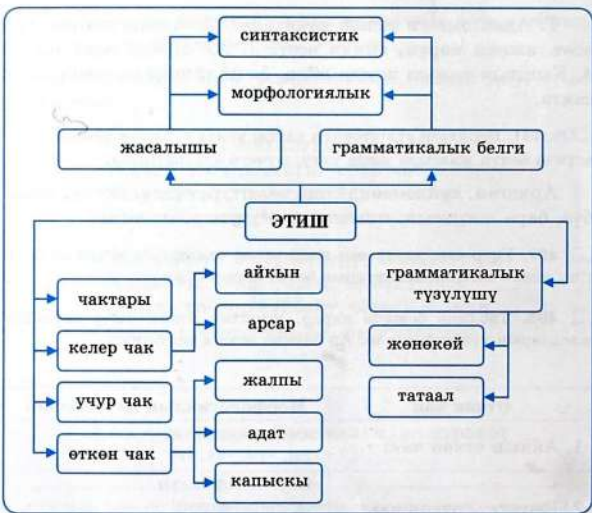 синтаксистик
морфологиялык
жасалышы
грамматикалык белги
ЭТИШ
айкын
грамматикалык
түзүлүшү
чактары
арсар
келер чак
жөнөкөй
жалпы
учур чак
татаал
адат
өткөн чак
капыскы